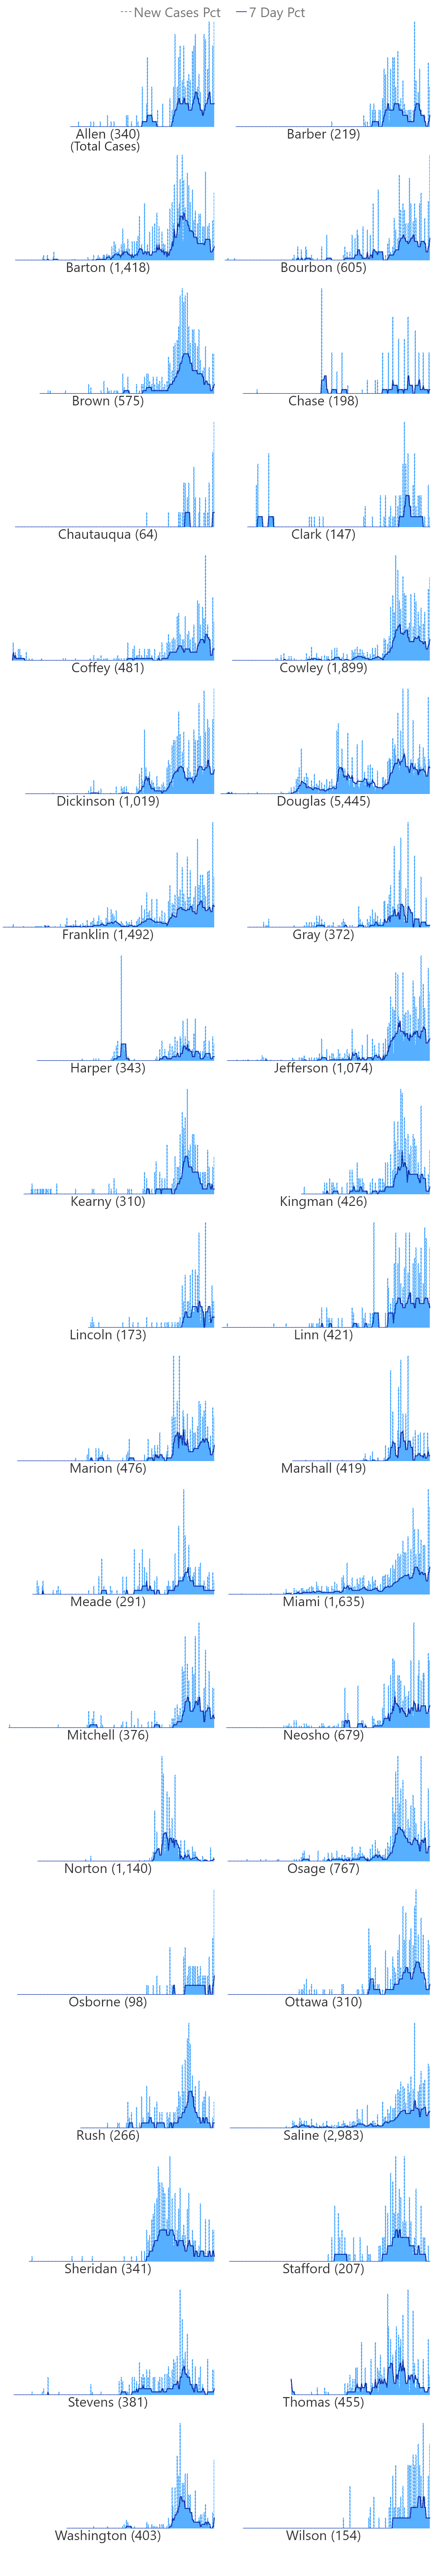 New Cases Pct 7 Day Pct
Allen (340) Barber (219)
(Total Cases)
Barton (1,418) Bourbon (605)
Brown (575) Chase (198)
Chautauqua (64) Clark (147)
Coffey (481) Cowley (1,899)
Dickinson (1,019) Douglas (5,445)
Franklin (1,492) Gray (372)
Harper (343) Jefferson (1,074)
Kearny (310) Kingman (426)
Lincoln (173) Linn (421)
Marion (476) Marshall (419)
Meade (291) Miami (1,635)
Mitchell (376) Neosho (679)
Norton (1,140) Osage (767)
Osborne (98) Ottawa (310)
Rush (266) Saline (2,983)
Sheridan (341) Stafford (207)
Stevens (381) Thomas (455)
Washington (403) Wilson (154)